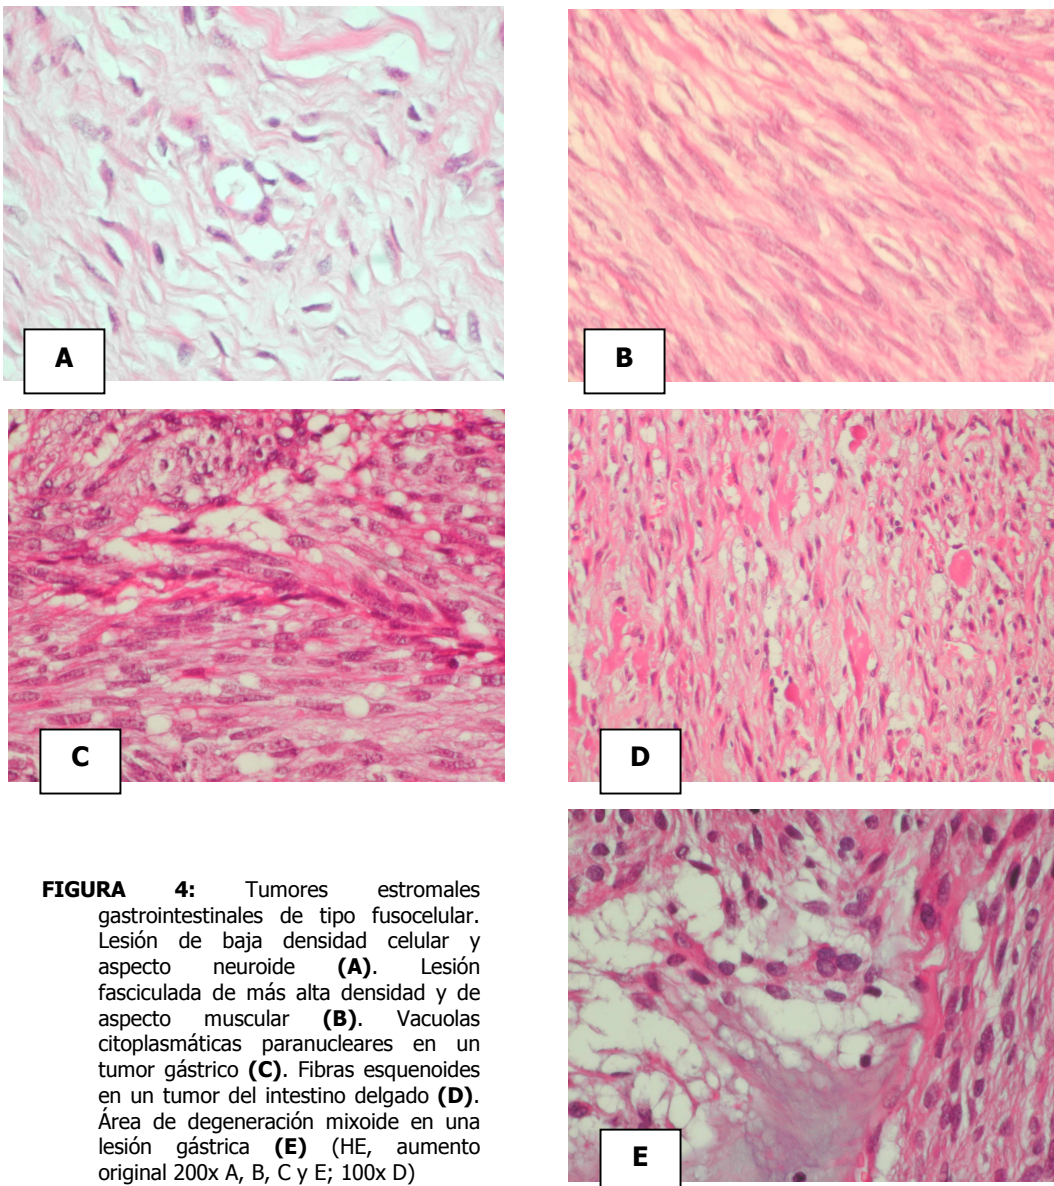 A
B
C
D
E
FIGURA 4: Tumores estromales
gastrointestinales de tipo fusocelular.
Lesión de baja densidad celular y
aspecto neuroide (A). Lesión
fasciculada de más alta densidad y de
aspecto muscular (B). Vacuolas
citoplasmáticas paranucleares en un
tumor gástrico (C). Fibras esquenoides
en un tumor del intestino delgado (D).
Área de degeneración mixoide en una
lesión gástrica (E) (HE, aumento
original 200x A, B, C y E; 100x D)